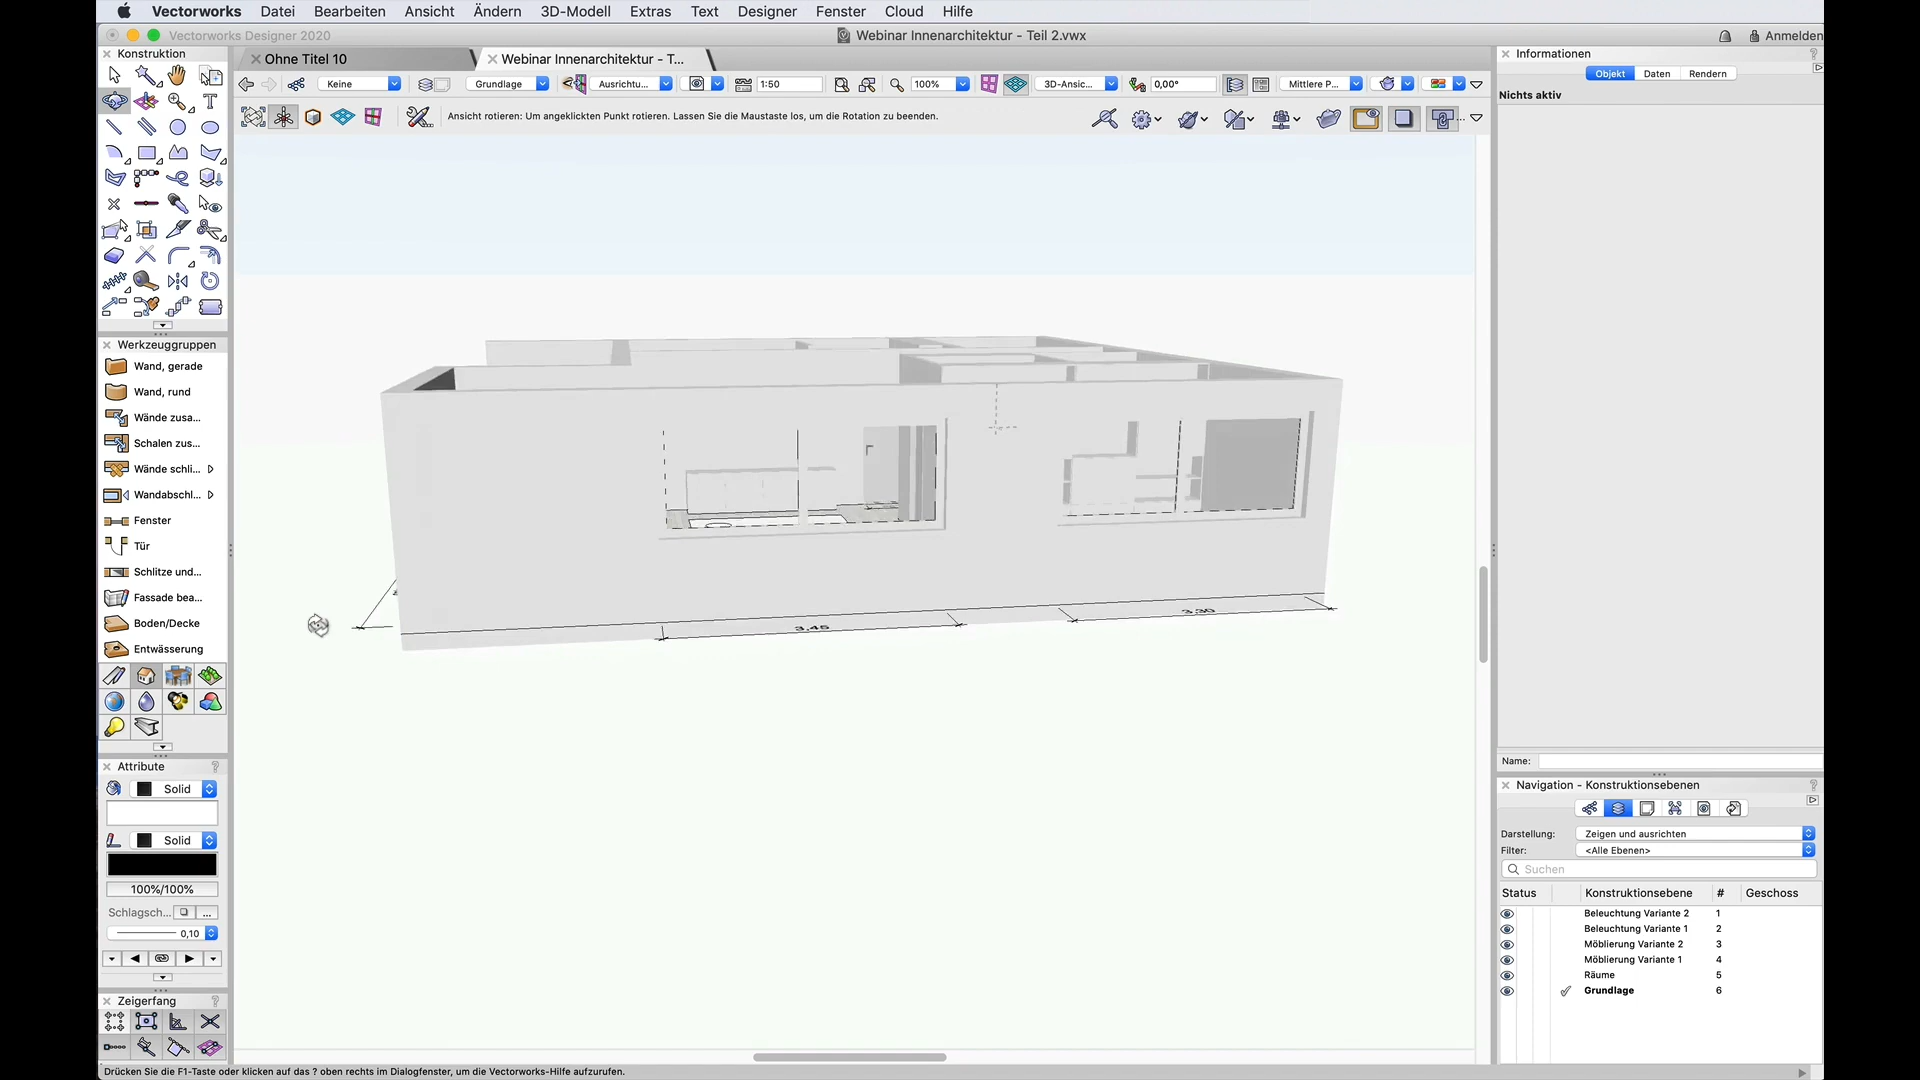 Vectorworks Datei Bearbeiten Ansicht Ändern 3D-Modell Extras Text Designer Fenster Cloud Hilfe
Vectorworks Designer 2020
Webinar Innenarchitektur - Teil 2.vwx
Anmelden
Konstruktion
Ohne Titel 10
Webinar Innenarchitektur - T...
Keine
Grundlage
Ausrichtu...
1:50
100%
3D-Ansic...
0,00°
Mittlere P...
Ansicht rotieren: Um angeklickten Punkt rotieren. Lassen Sie die Maustaste los, um die Rotation zu beenden.
Werkzeuggruppen
Wand, gerade
Wand, rund
Wände zusa...
Schalen zus...
Wände schli...
Wandabschl...
Fenster
Tür
Schlitze und...
Fassade bea...
Boden/Decke
Entwässerung
Attribute
?
Solid
Solid
100%/100%
Schlagsch...
...
0,10
Zeigerfang
?
3,45
3,30
Informationen
?
Objekt
Daten
Rendern
Nichts aktiv
Name:
Navigation - Konstruktionsebenen
?
Darstellung: Zeigen und ausrichten
Filter: <Alle Ebenen>
Suchen
Status Konstruktionsebene # Geschoss
Beleuchtung Variante 2 1
Beleuchtung Variante 1 2
Möblierung Variante 2 3
Möblierung Variante 1 4
Räume 5
Grundlage 6
Drücken Sie die F1-Taste oder klicken auf das ? oben rechts im Dialogfenster, um die Vectorworks-Hilfe aufzurufen.